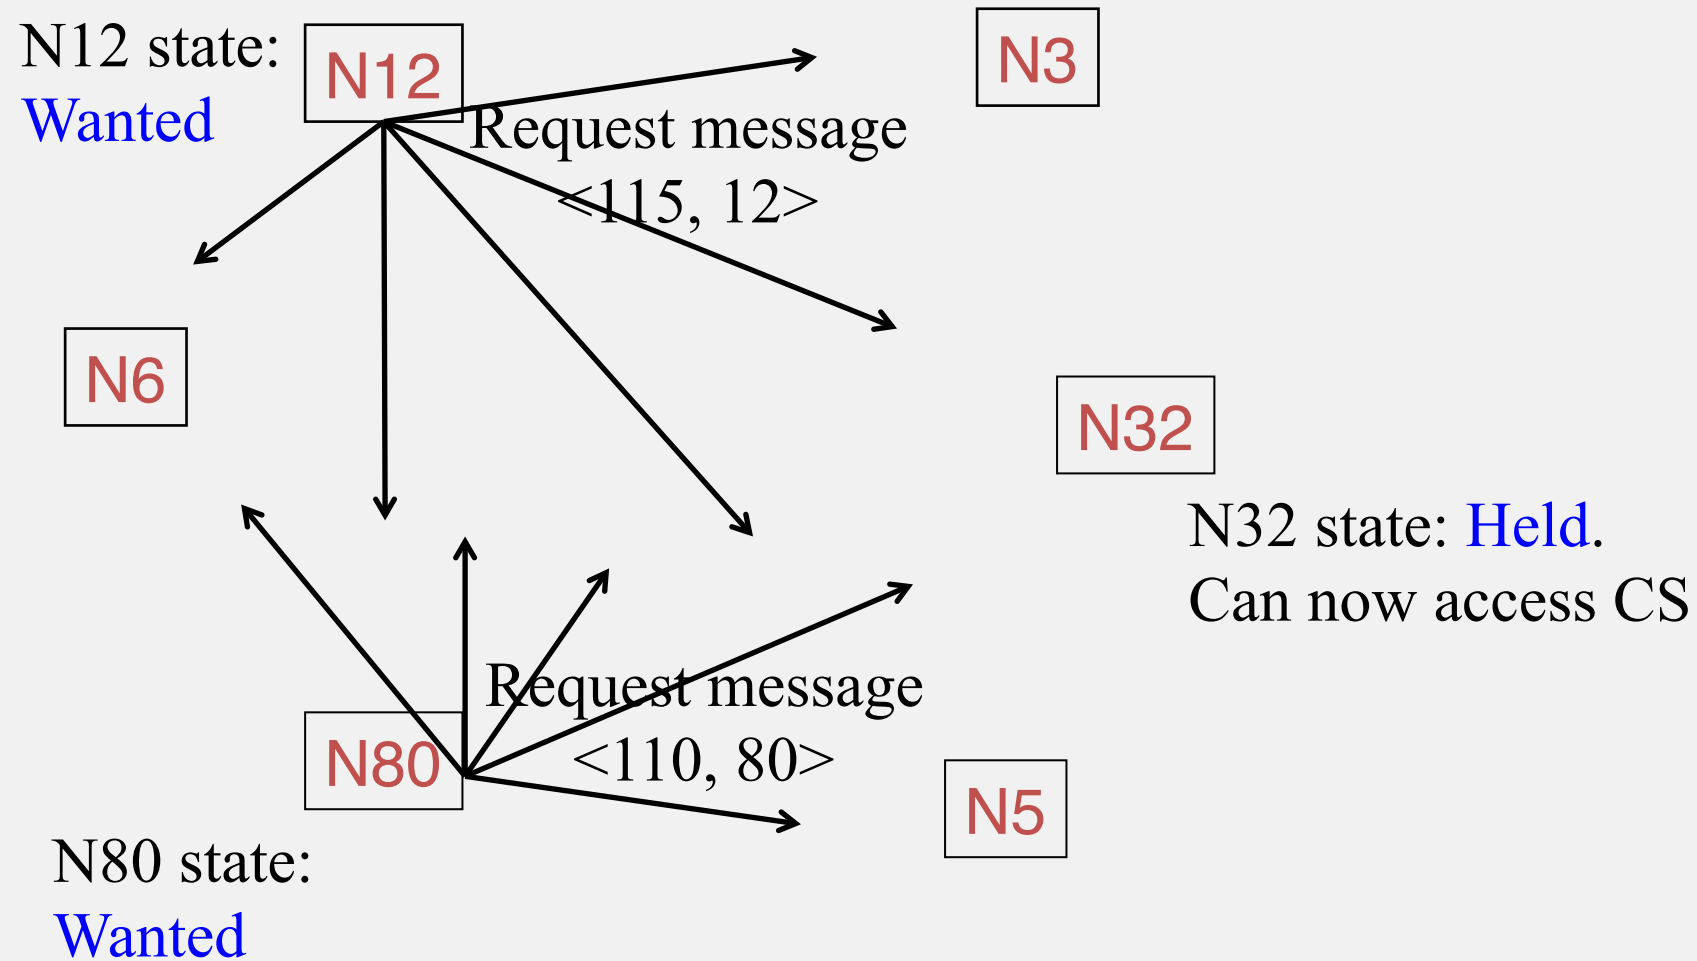 N12 state:
Wanted
N12
N3
Request message
<115, 12>
N6
N32
N32 state: Held.
Can now access CS
Request message
<110, 80>
N80
N5
N80 state:
Wanted